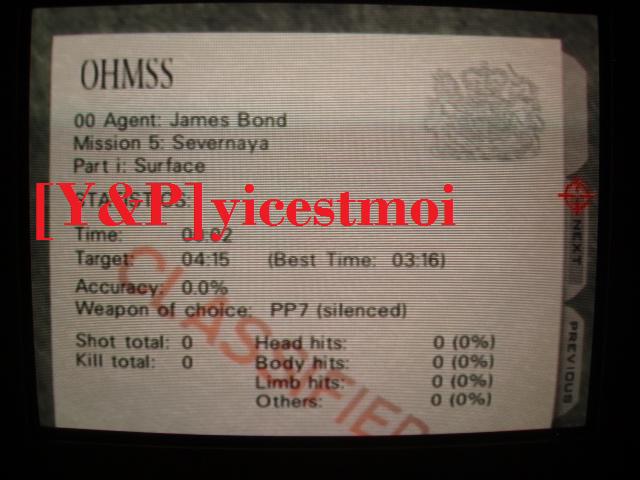 OHMSS
00 Agent: James Bond
Mission 5: Severnaya
Part i: Surface
STATISTICS:
[Y&P]yicestmoi
Time:
Target: 04:15 (Best Time: 03:16)
Accuracy: 0.0%
Weapon of choice: PP7 (silenced)
Shot total: 0 Head hits: 0 (0%)
Kill total: 0 Body hits: 0 (0%)
Limb hits: 0 (0%)
Others: 0 (0%)
CLASSIFIED
NEXT
PREVIOUS